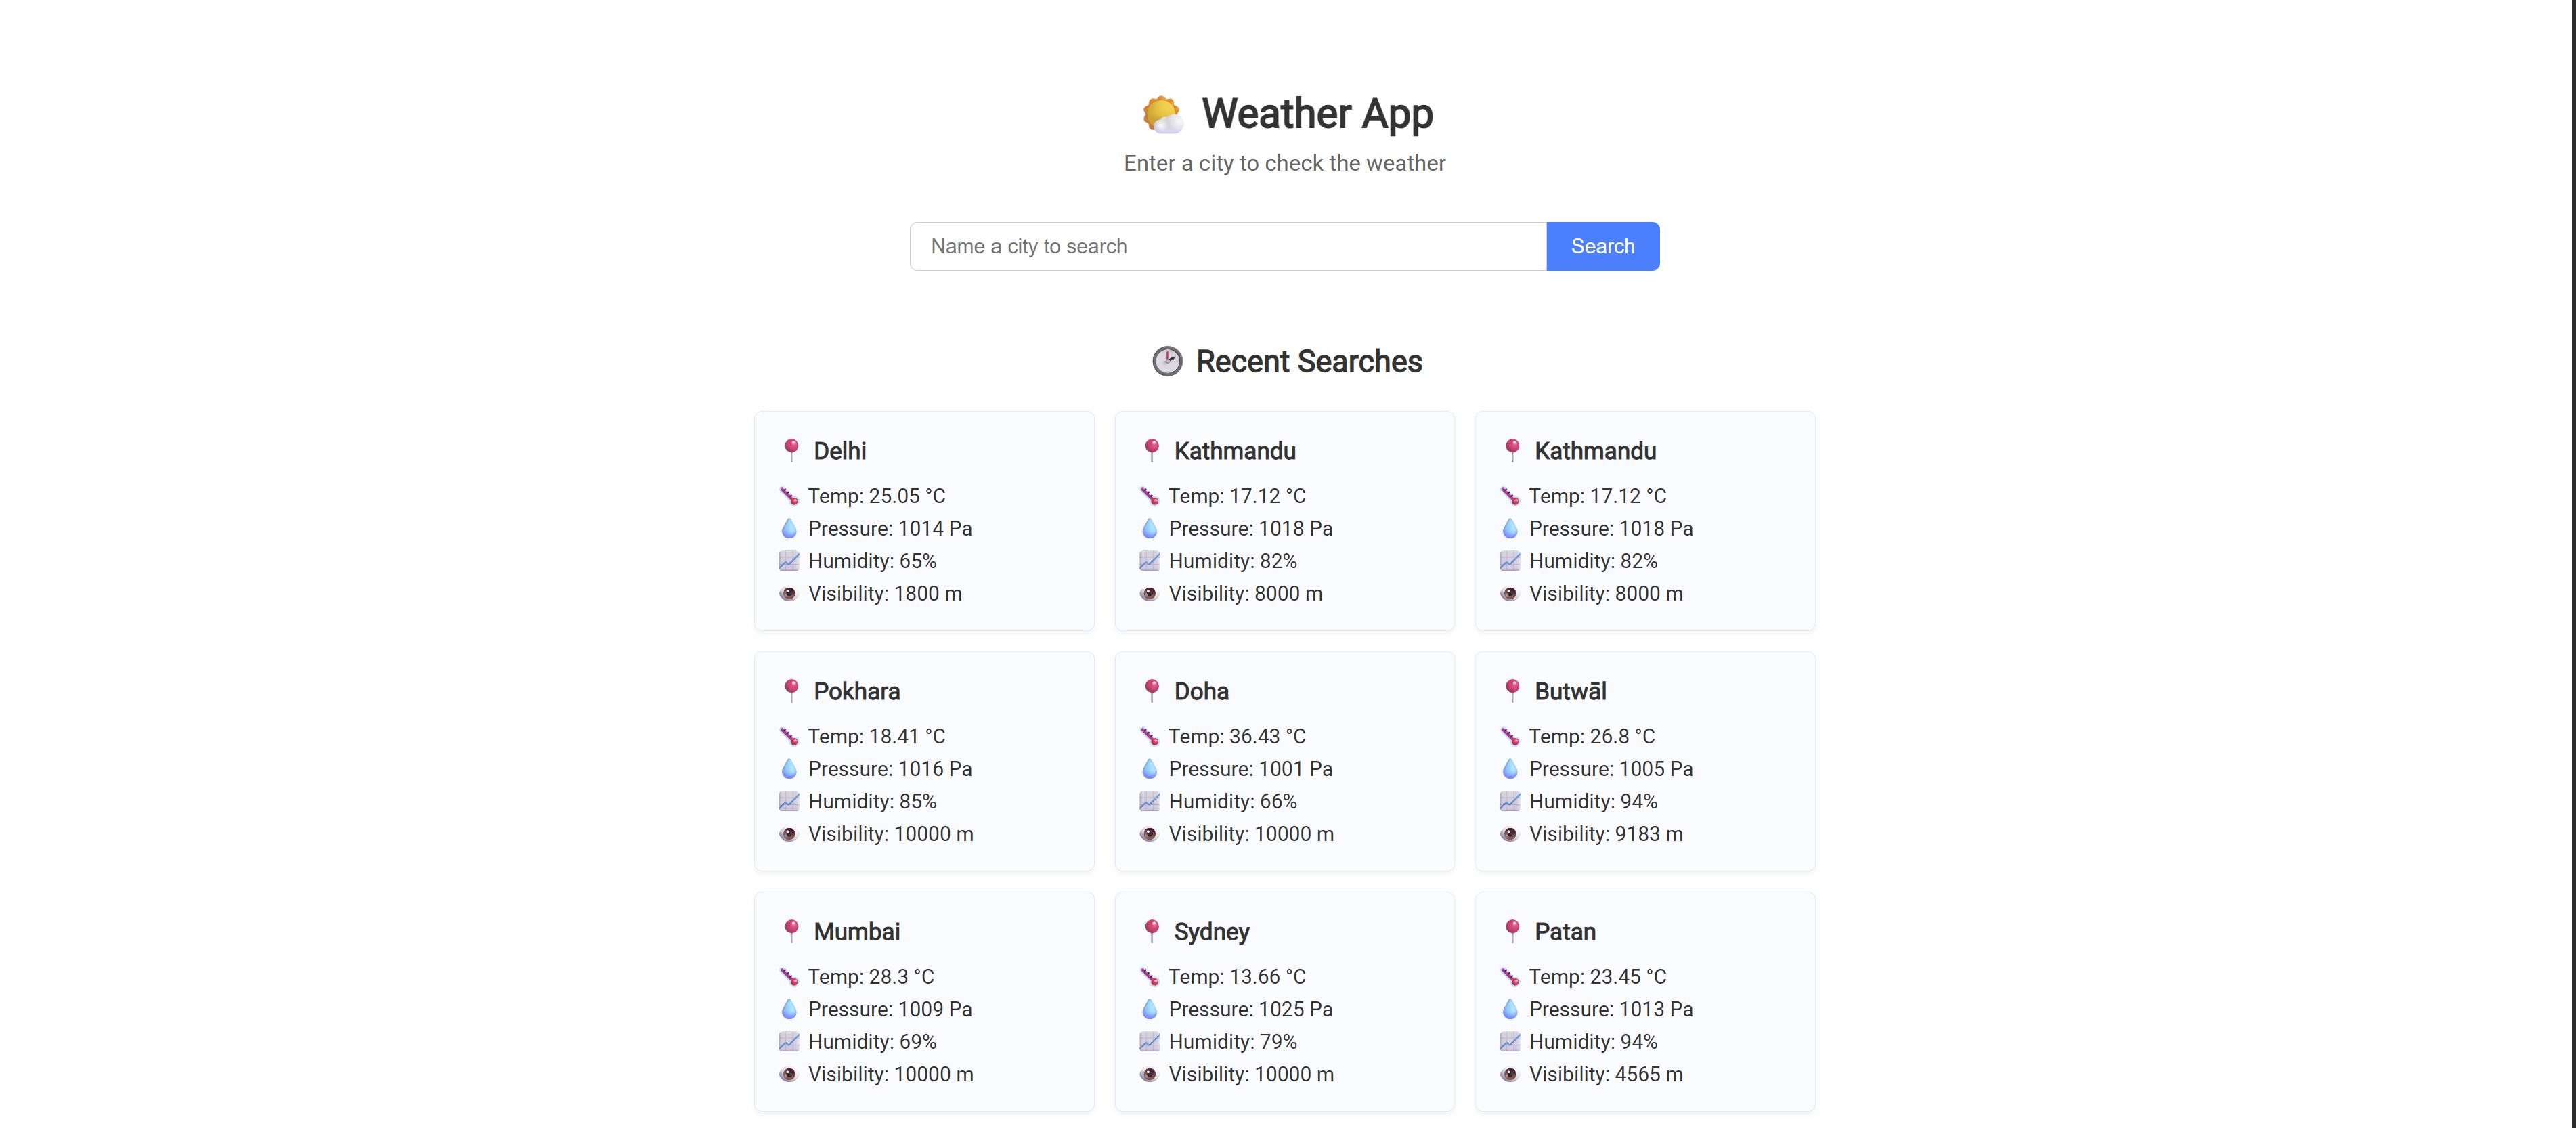 Weather App
Enter a city to check the weather
Name a city to search
Search
Recent Searches
Delhi
Temp: 25.05 °C
Pressure: 1014 Pa
Humidity: 65%
Visibility: 1800 m
Kathmandu
Temp: 17.12 °C
Pressure: 1018 Pa
Humidity: 82%
Visibility: 8000 m
Kathmandu
Temp: 17.12 °C
Pressure: 1018 Pa
Humidity: 82%
Visibility: 8000 m
Pokhara
Temp: 18.41 °C
Pressure: 1016 Pa
Humidity: 85%
Visibility: 10000 m
Doha
Temp: 36.43 °C
Pressure: 1001 Pa
Humidity: 66%
Visibility: 10000 m
Butwāl
Temp: 26.8 °C
Pressure: 1005 Pa
Humidity: 94%
Visibility: 9183 m
Mumbai
Temp: 28.3 °C
Pressure: 1009 Pa
Humidity: 69%
Visibility: 10000 m
Sydney
Temp: 13.66 °C
Pressure: 1025 Pa
Humidity: 79%
Visibility: 10000 m
Patan
Temp: 23.45 °C
Pressure: 1013 Pa
Humidity: 94%
Visibility: 4565 m